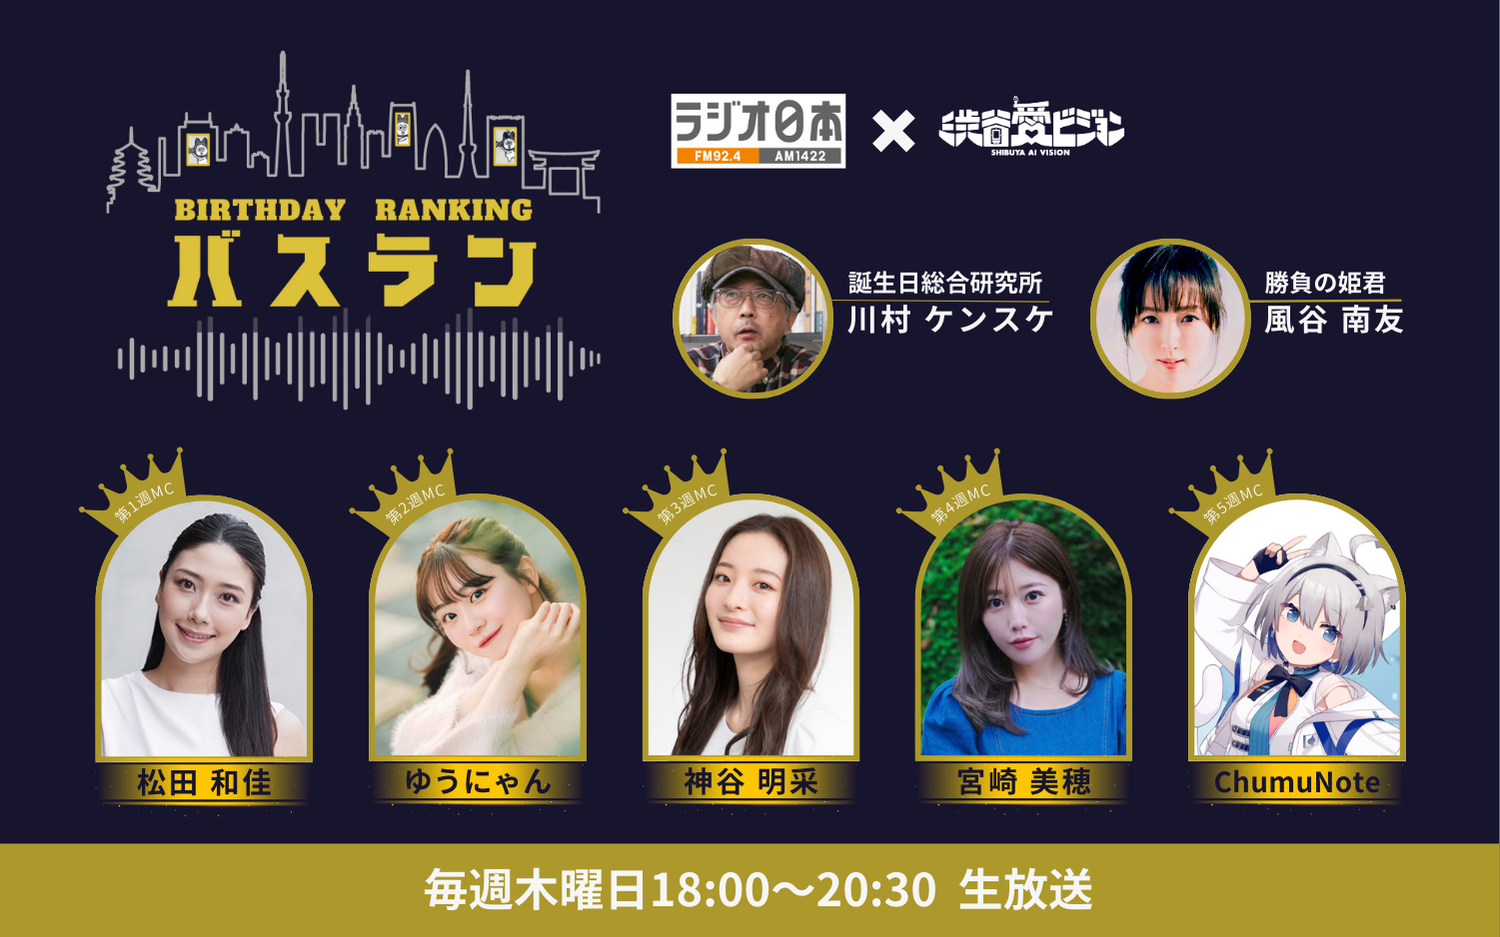 BIRTHDAY RANKING
バスラン
ラジオ日本
FM92.4 AM1422
渋谷愛ビジョン
SHIBUYA AI VISION
誕生日総合研究所
川村 ケンスケ
勝負の姫君
風谷 南友
第1週MC
松田 和佳
第2週MC
ゆうにゃん
第3週MC
神谷 明采
第4週MC
宮崎 美穂
第5週MC
ChumuNote
毎週木曜日18:00〜20:30 生放送